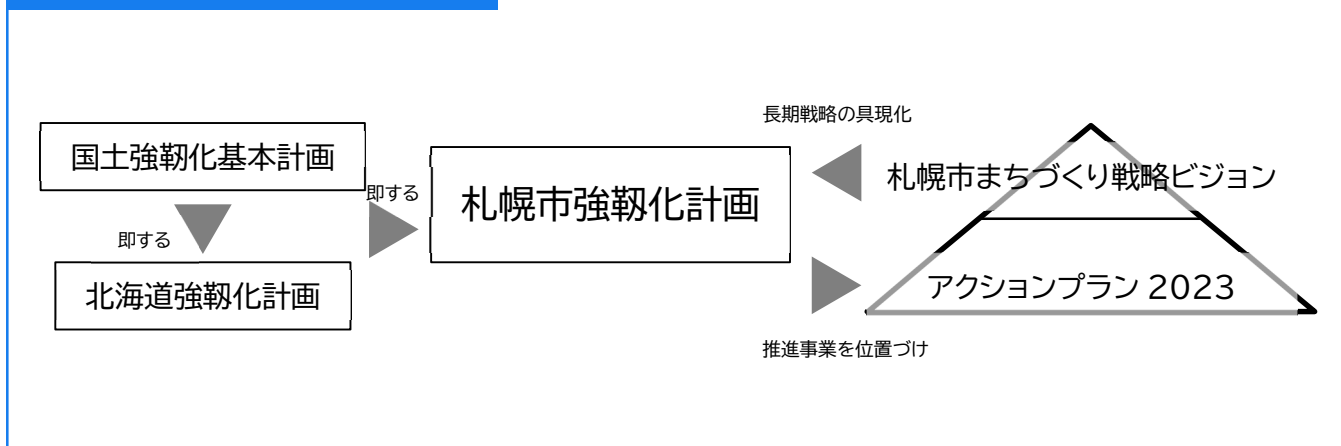 国土強靱化基本計画
即する
北海道強靱化計画
即する
札幌市強靱化計画
長期戦略の具現化
札幌市まちづくり戦略ビジョン
アクションプラン 2023
推進事業を位置づけ